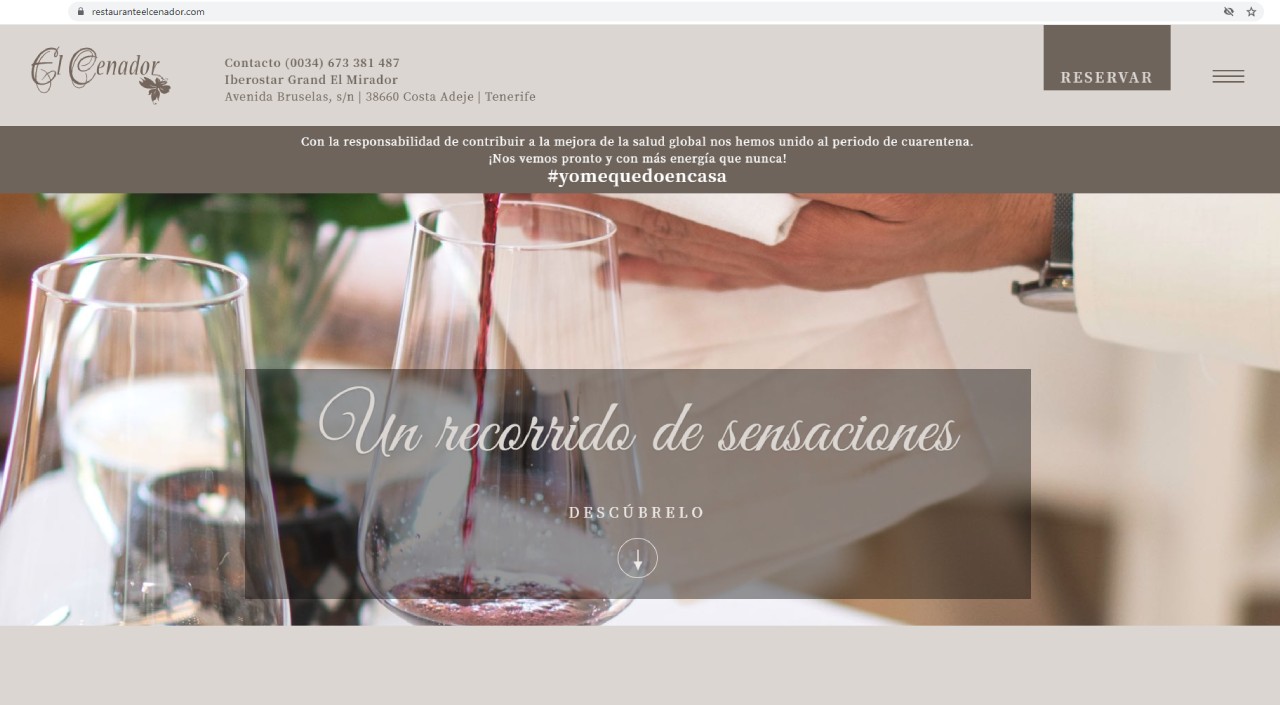 restauranteelcenador.com
El Cenador
Contacto (0034) 673 381 487
Iberostar Grand El Mirador
Avenida Bruselas, s/n | 38660 Costa Adeje | Tenerife
RESERVAR
Con la responsabilidad de contribuir a la mejora de la salud global nos hemos unido al periodo de cuarentena.
¡Nos vemos pronto y con más energía que nunca!
#yomequedoencasa
Un recorrido de sensaciones
DESCÚBRELO